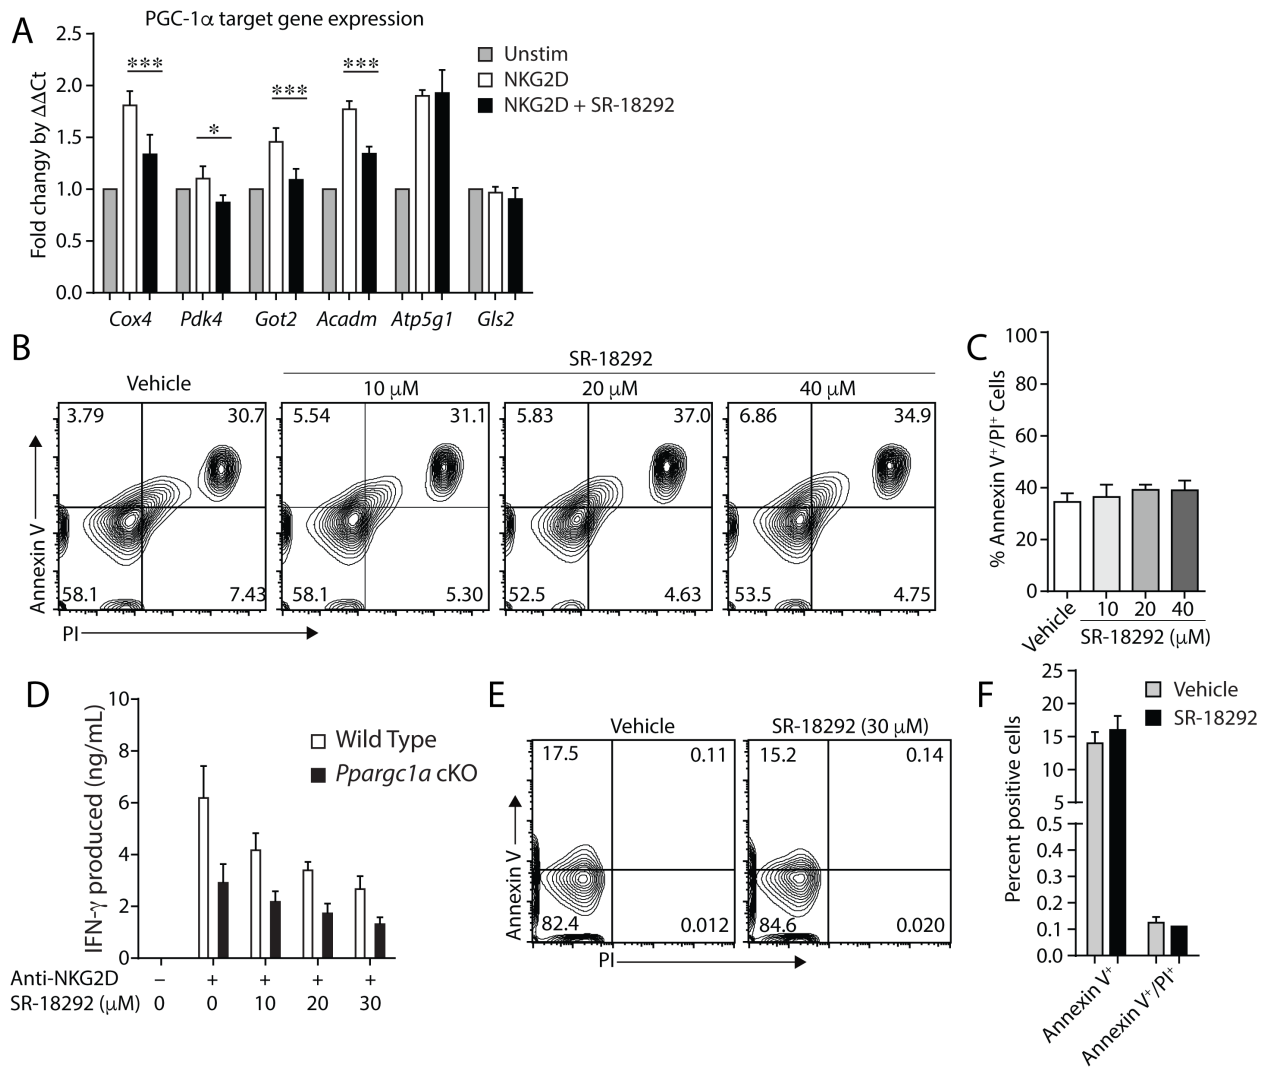 A
PGC-1α target gene expression
Fold changy by ΔΔCt
2.5
2.0
1.5
1.0
0.5
0.0
***
*
***
***
Unstim
NKG2D
NKG2D + SR-18292
Cox4 Pdk4 Got2 Acadm Atp5g1 Gls2
B
SR-18292
Vehicle 10 μM 20 μM 40 μM
3.79 30.7 5.54 31.1 5.83 37.0 6.86 34.9
58.1 7.43 58.1 5.30 52.5 4.63 53.5 4.75
Annexin V
PI
C
% Annexin V+/PI+ Cells
100
80
60
40
20
0
Vehicle 10 20 40
SR-18292 (μM)
D
IFN-γ produced (ng/mL)
10
8
6
4
2
0
Wild Type
Ppargc1a cKO
Anti-NKG2D – + + + +
SR-18292 (μM) 0 0 10 20 30
E
Vehicle SR-18292 (30 μM)
17.5 0.11 15.2 0.14
82.4 0.012 84.6 0.020
Annexin V
PI
F
Percent positive cells
25
20
15
10
5
0.5
0.4
0.3
0.2
0.1
0.0
Vehicle
SR-18292
Annexin V+
Annexin V+/PI+